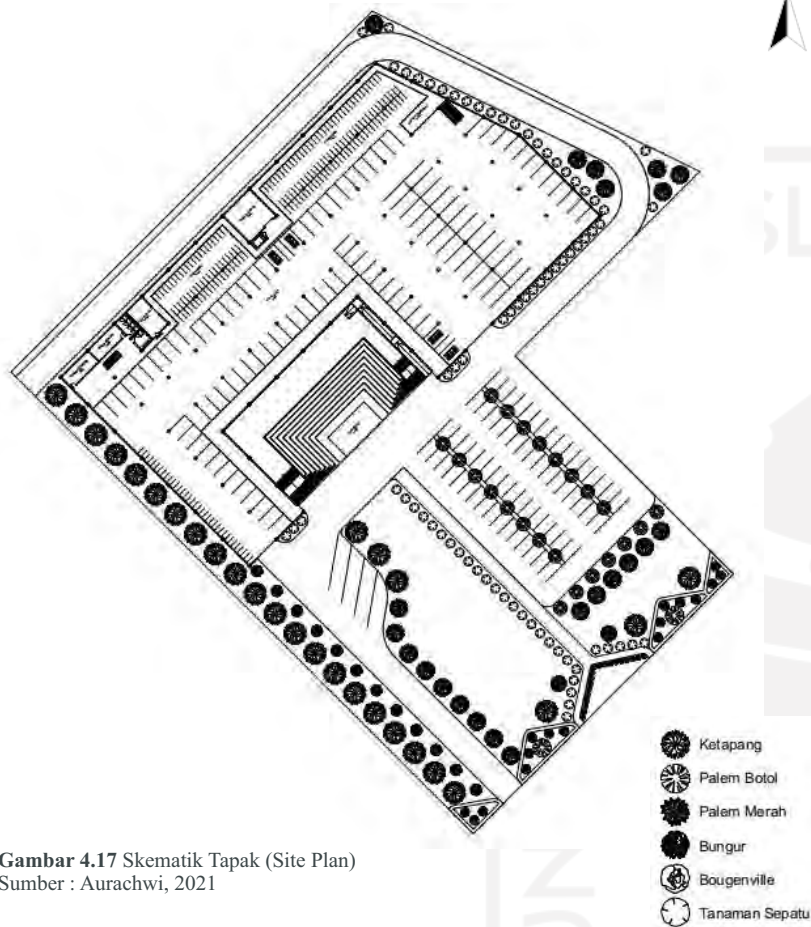 Ketapang
Palem Botol
Palem Merah
Bungur
Bougenville
Tanaman Sepatu
Gambar 4.17 Skematik Tapak (Site Plan)
Sumber : Aurachwi, 2021